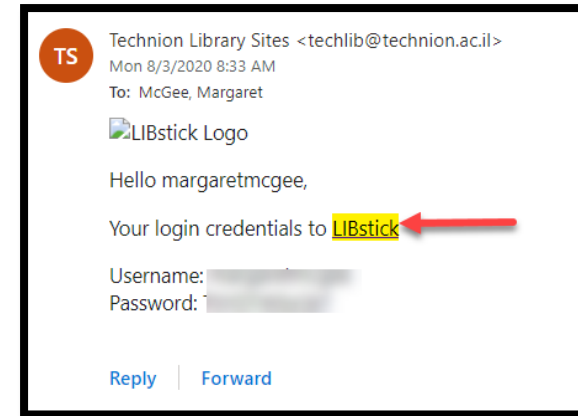 TS
Technion Library Sites <techlib@technion.ac.il>
Mon 8/3/2020 8:33 AM
To: McGee, Margaret
LIBstick Logo
Hello margaretmcgee,
Your login credentials to LIBstick
Username:
Password:
Reply | Forward